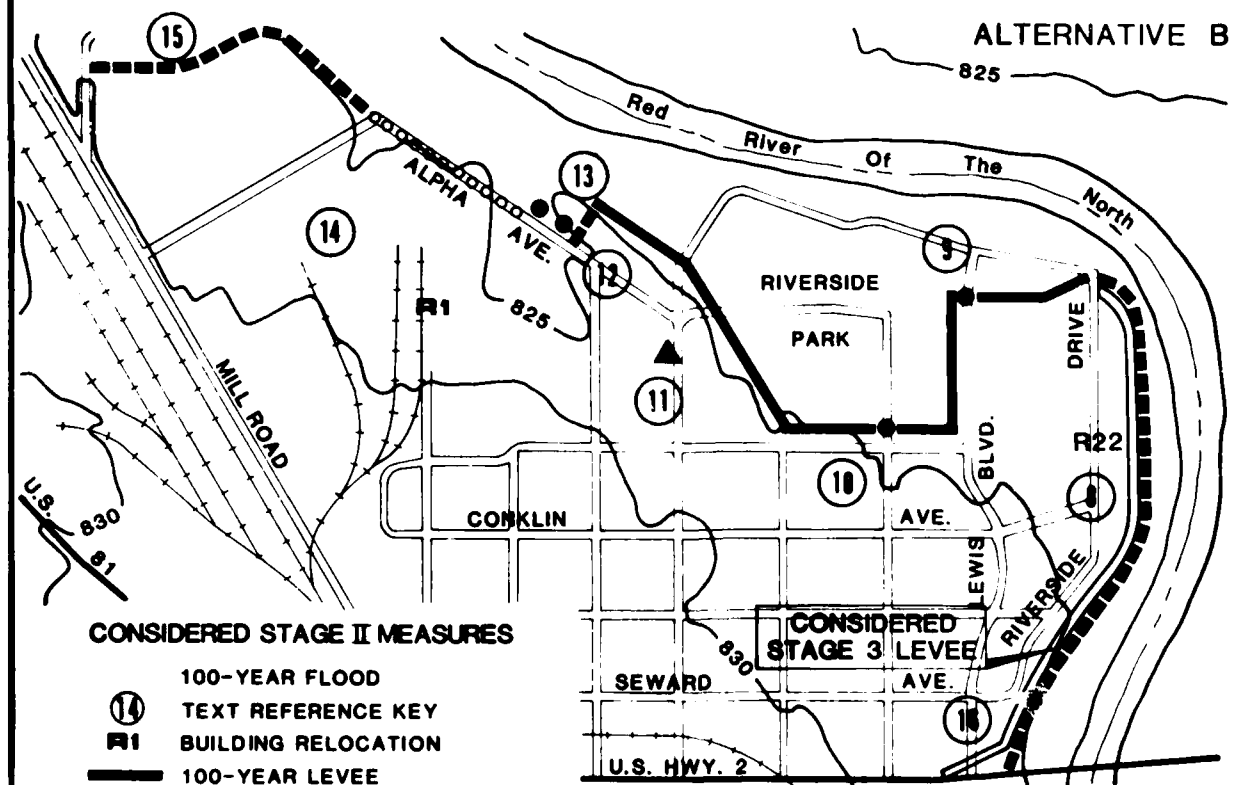 ALTERNATIVE B
15
825
Red River Of The North
ALPHA AVE.
13
14
12
9
RIVERSIDE
PARK
R1
825
DRIVE
11
MILL ROAD
R22
BLVD.
10
8
U.S. 81
830
CONKLIN AVE.
LEWIS
RIVERSIDE
CONSIDERED
STAGE 3 LEVEE
830
SEWARD AVE.
U.S. HWY. 2
CONSIDERED STAGE II MEASURES
100-YEAR FLOOD
14 TEXT REFERENCE KEY
R1 BUILDING RELOCATION
100-YEAR LEVEE